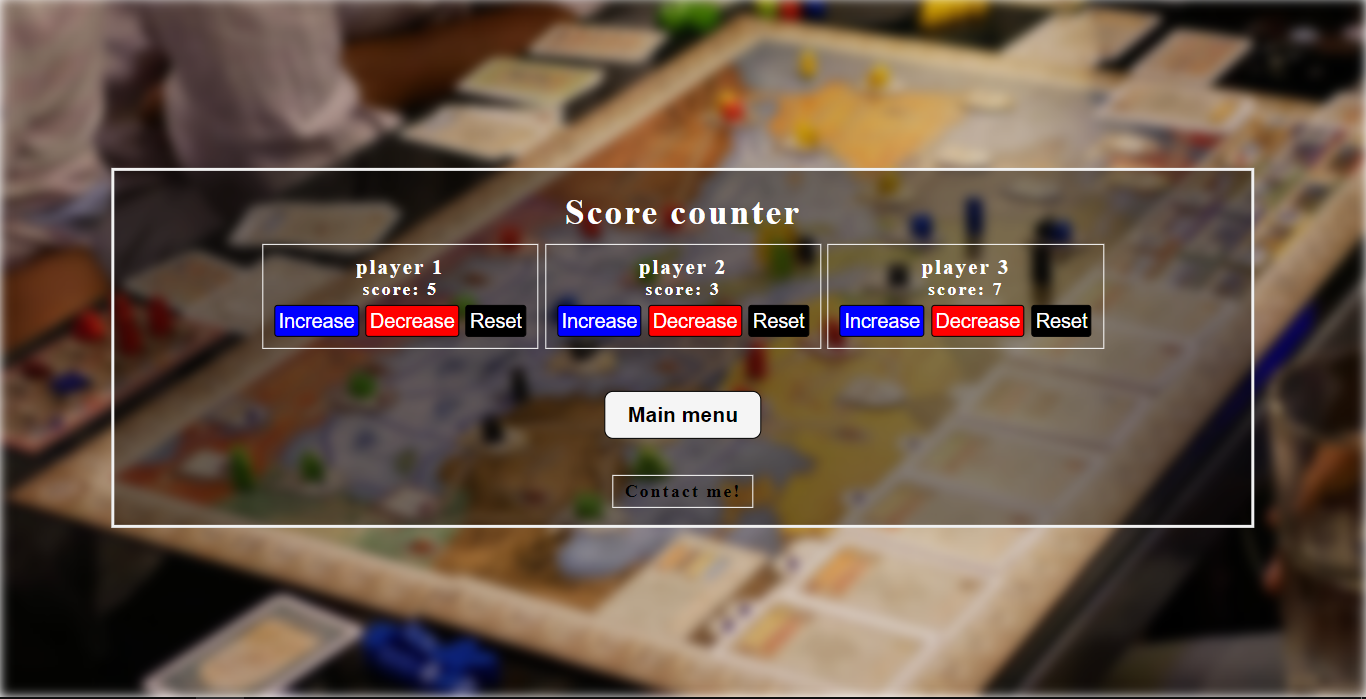 Score counter
player 1
score: 5
Increase Decrease Reset
player 2
score: 3
Increase Decrease Reset
player 3
score: 7
Increase Decrease Reset
Main menu
Contact me!